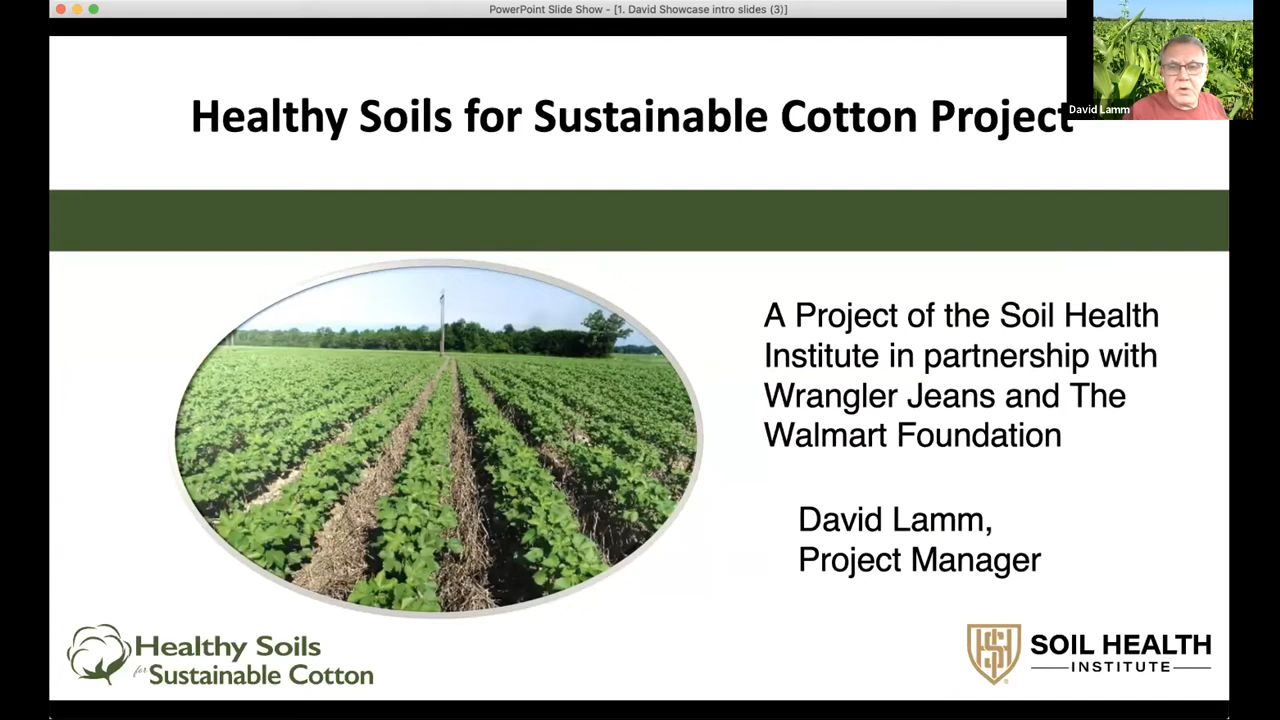 PowerPoint Slide Show - [1. David Showcase intro slides (3)]
David Lamm
Healthy Soils for Sustainable Cotton Project
A Project of the Soil Health
Institute in partnership with
Wrangler Jeans and The
Walmart Foundation
David Lamm,
Project Manager
Healthy Soils
for Sustainable Cotton
SOIL HEALTH
INSTITUTE